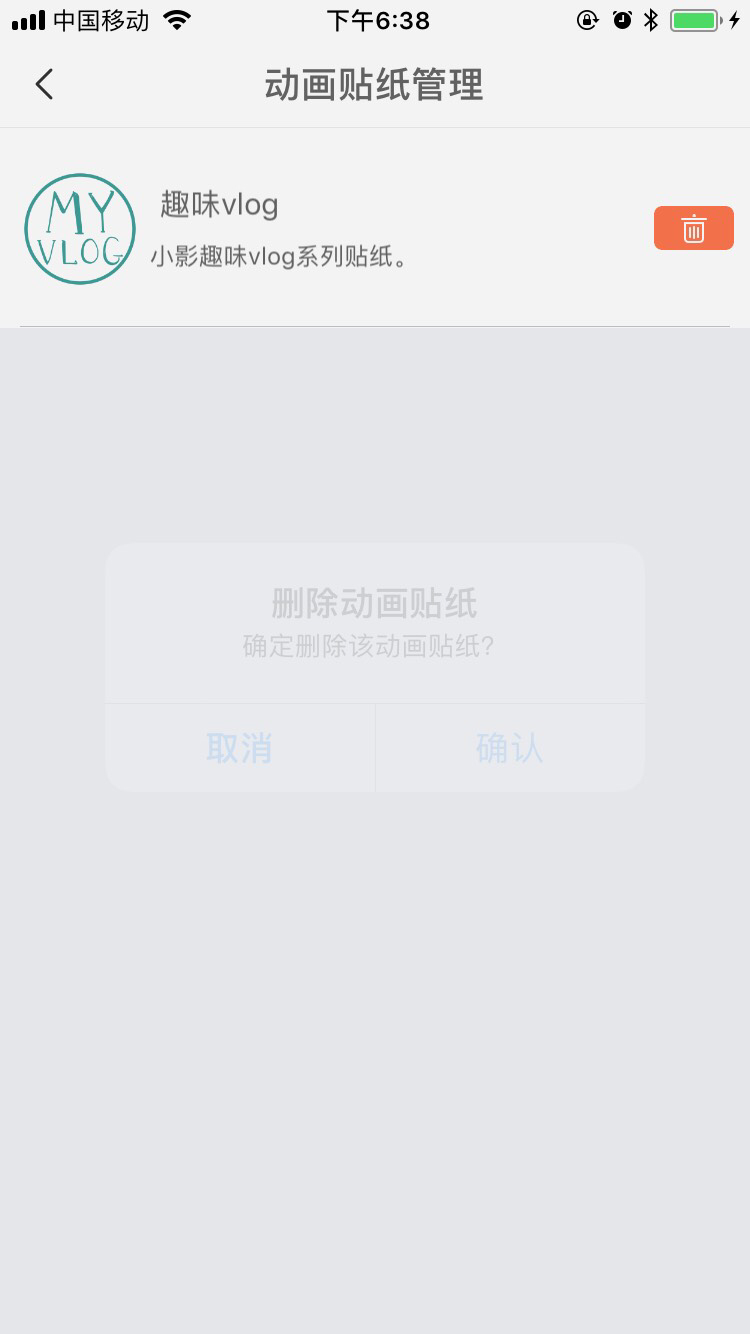 中国移动
下午6:38
动画贴纸管理
MY
VLOG
趣味vlog
小影趣味vlog系列贴纸。
删除动画贴纸
确定删除该动画贴纸?
取消
确认